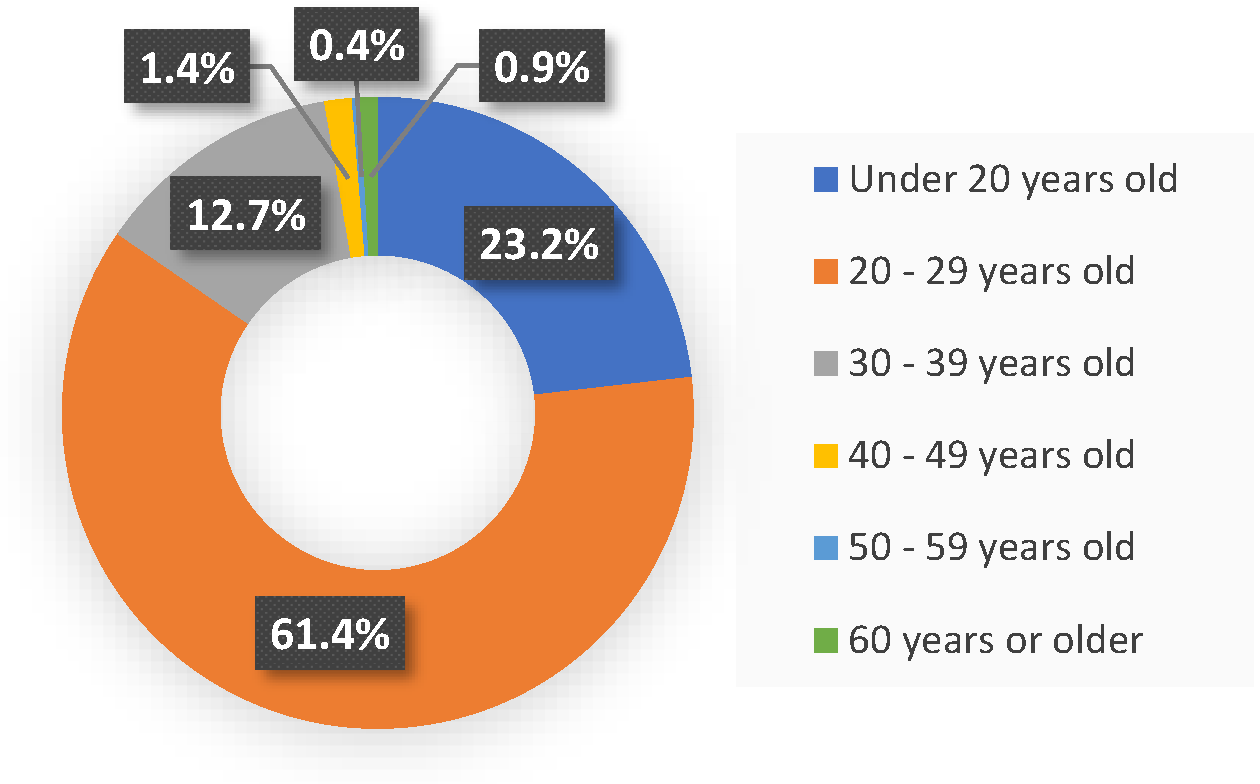 0.4%
1.4%
0.9%
12.7%
23.2%
61.4%
Under 20 years old
20 - 29 years old
30 - 39 years old
40 - 49 years old
50 - 59 years old
60 years or older